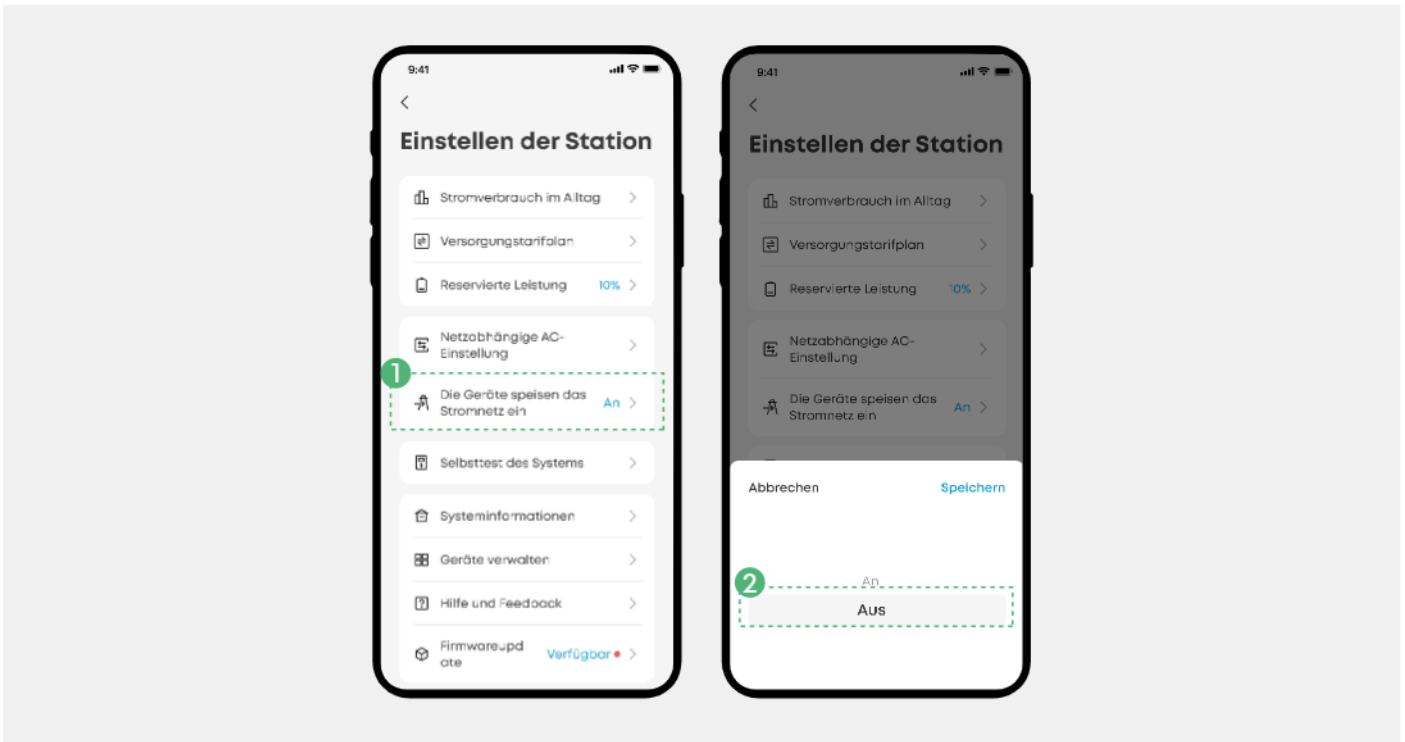 9:41
Einstellen der Station
Stromverbrauch im Alltag
Versorgungstarifplan
Reservierte Leistung 10%
Netzabhängige AC-
Einstellung
1
Die Geräte speisen das
Stromnetz ein An
Selbsttest des Systems
Systeminformationen
Geräte verwalten
Hilfe und Feedback
Firmwareupd
ate Verfügbar
9:41
Einstellen der Station
Stromverbrauch im Alltag
Versorgungstarifplan
Reservierte Leistung 10%
Netzabhängige AC-
Einstellung
Die Geräte speisen das
Stromnetz ein An
Abbrechen Speichern
2
An
Aus